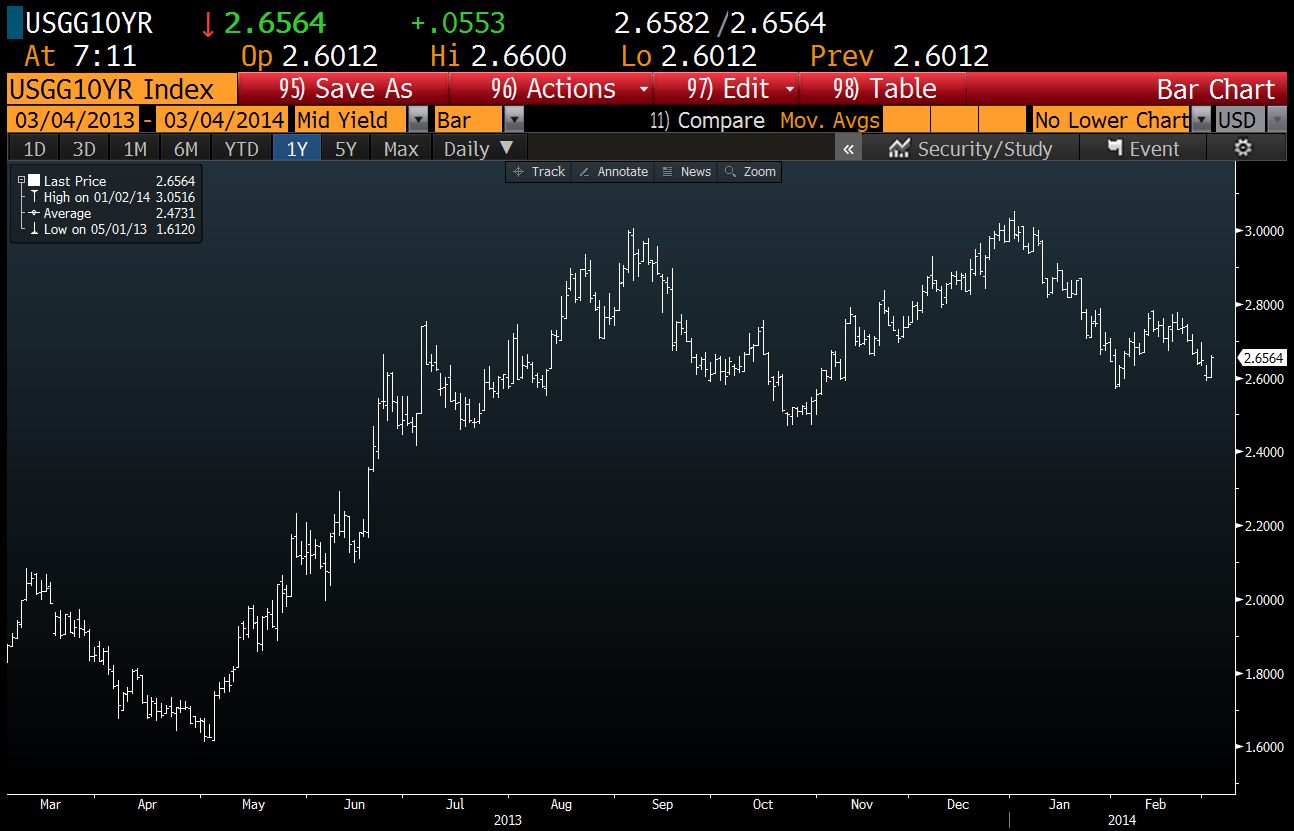 USGG10YR ↓ 2.6564 +.0553 2.6582 /2.6564
At 7:11 Op 2.6012 Hi 2.6600 Lo 2.6012 Prev 2.6012
USGG10YR Index 95) Save As 96) Actions 97) Edit 98) Table Bar Chart
03/04/2013 - 03/04/2014 Mid Yield Bar 11) Compare Mov. Avgs No Lower Chart USD
1D 3D 1M 6M YTD 1Y 5Y Max Daily ▼ « Security/Study Event
Track Annotate News Zoom
Last Price 2.6564
High on 01/02/14 3.0516
Average 2.4731
Low on 05/01/13 1.6120
3.0000
2.8000
2.6564
2.6000
2.4000
2.2000
2.0000
1.8000
1.6000
Mar Apr May Jun Jul Aug Sep Oct Nov Dec Jan Feb
2013 2014